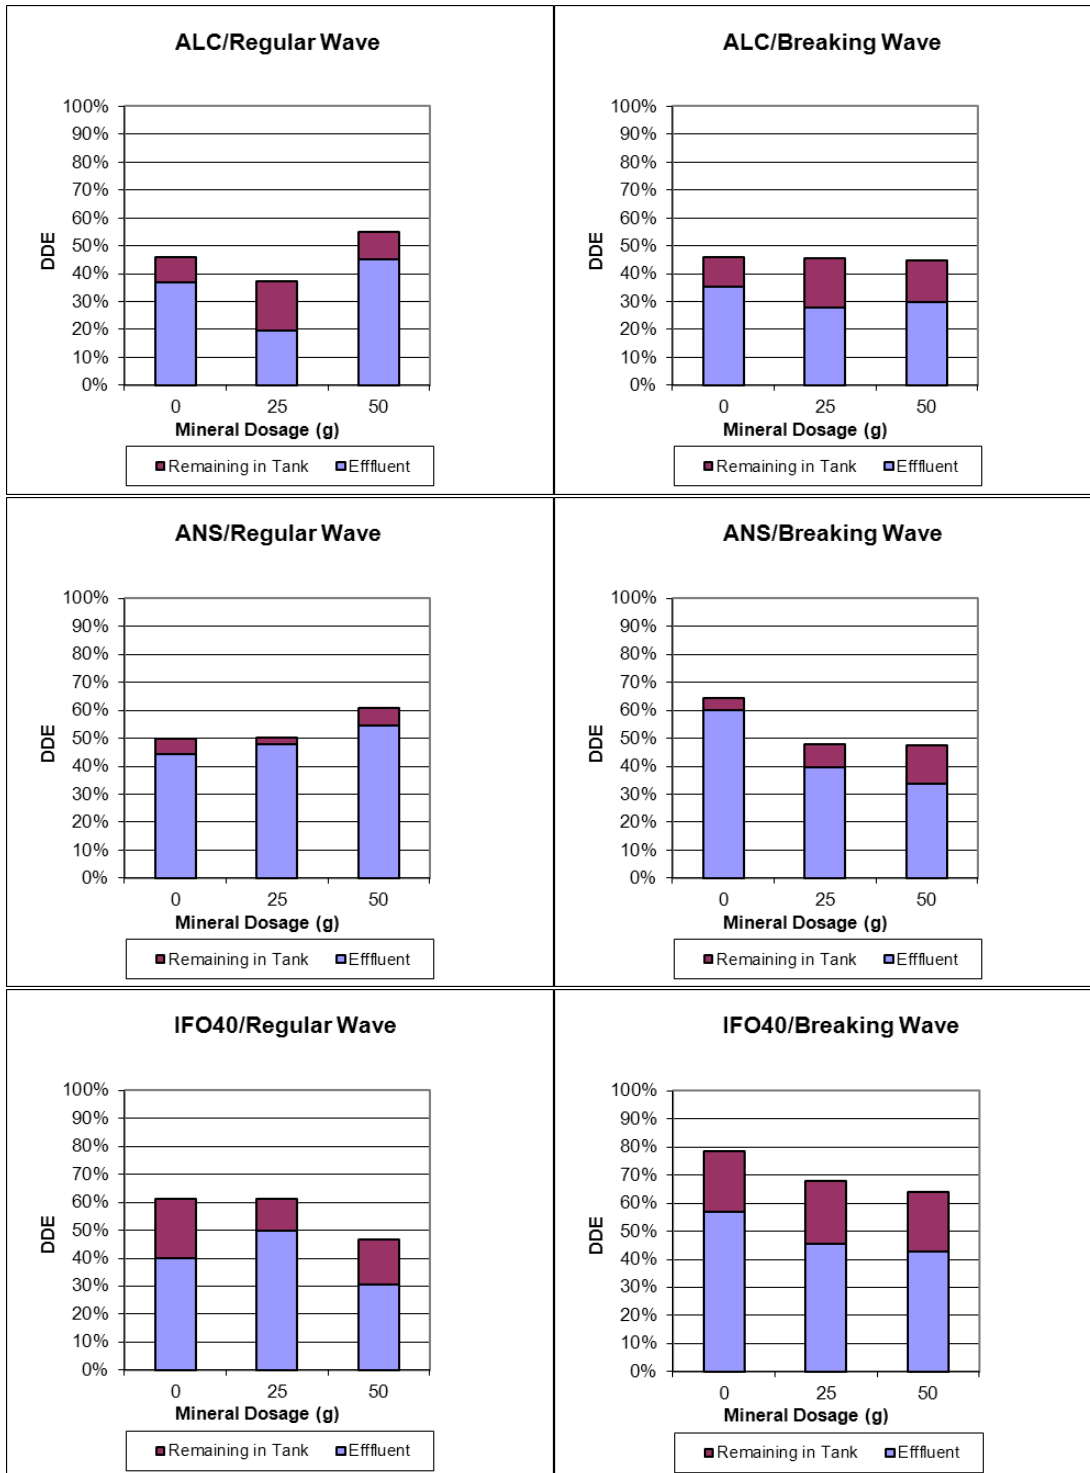 ALC/Regular Wave
100%
90%
80%
70%
60%
50%
40%
30%
20%
10%
0%
DDE
0 25 50
Mineral Dosage (g)
Remaining in Tank Efffluent
ALC/Breaking Wave
100%
90%
80%
70%
60%
50%
40%
30%
20%
10%
0%
DDE
0 25 50
Mineral Dosage (g)
Remaining in Tank Efffluent
ANS/Regular Wave
100%
90%
80%
70%
60%
50%
40%
30%
20%
10%
0%
DDE
0 25 50
Mineral Dosage (g)
Remaining in Tank Efffluent
ANS/Breaking Wave
100%
90%
80%
70%
60%
50%
40%
30%
20%
10%
0%
DDE
0 25 50
Mineral Dosage (g)
Remaining in Tank Efffluent
IFO40/Regular Wave
100%
90%
80%
70%
60%
50%
40%
30%
20%
10%
0%
DDE
0 25 50
Mineral Dosage (g)
Remaining in Tank Efffluent
IFO40/Breaking Wave
100%
90%
80%
70%
60%
50%
40%
30%
20%
10%
0%
DDE
0 25 50
Mineral Dosage (g)
Remaining in Tank Efffluent